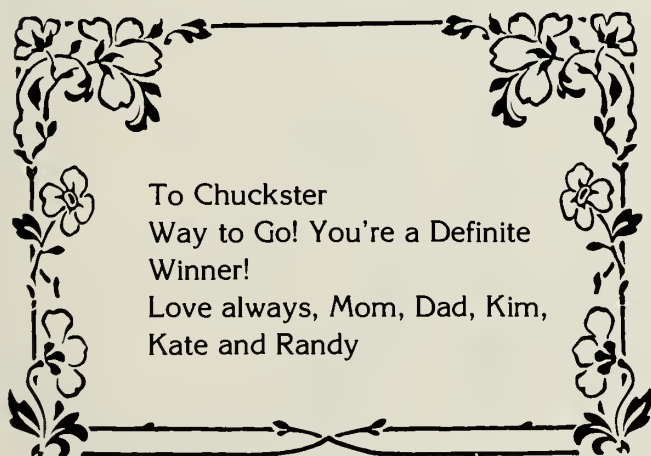 To Chuckster
Way to Go! You're a Definite
Winner!
Love always, Mom, Dad, Kim,
Kate and Randy